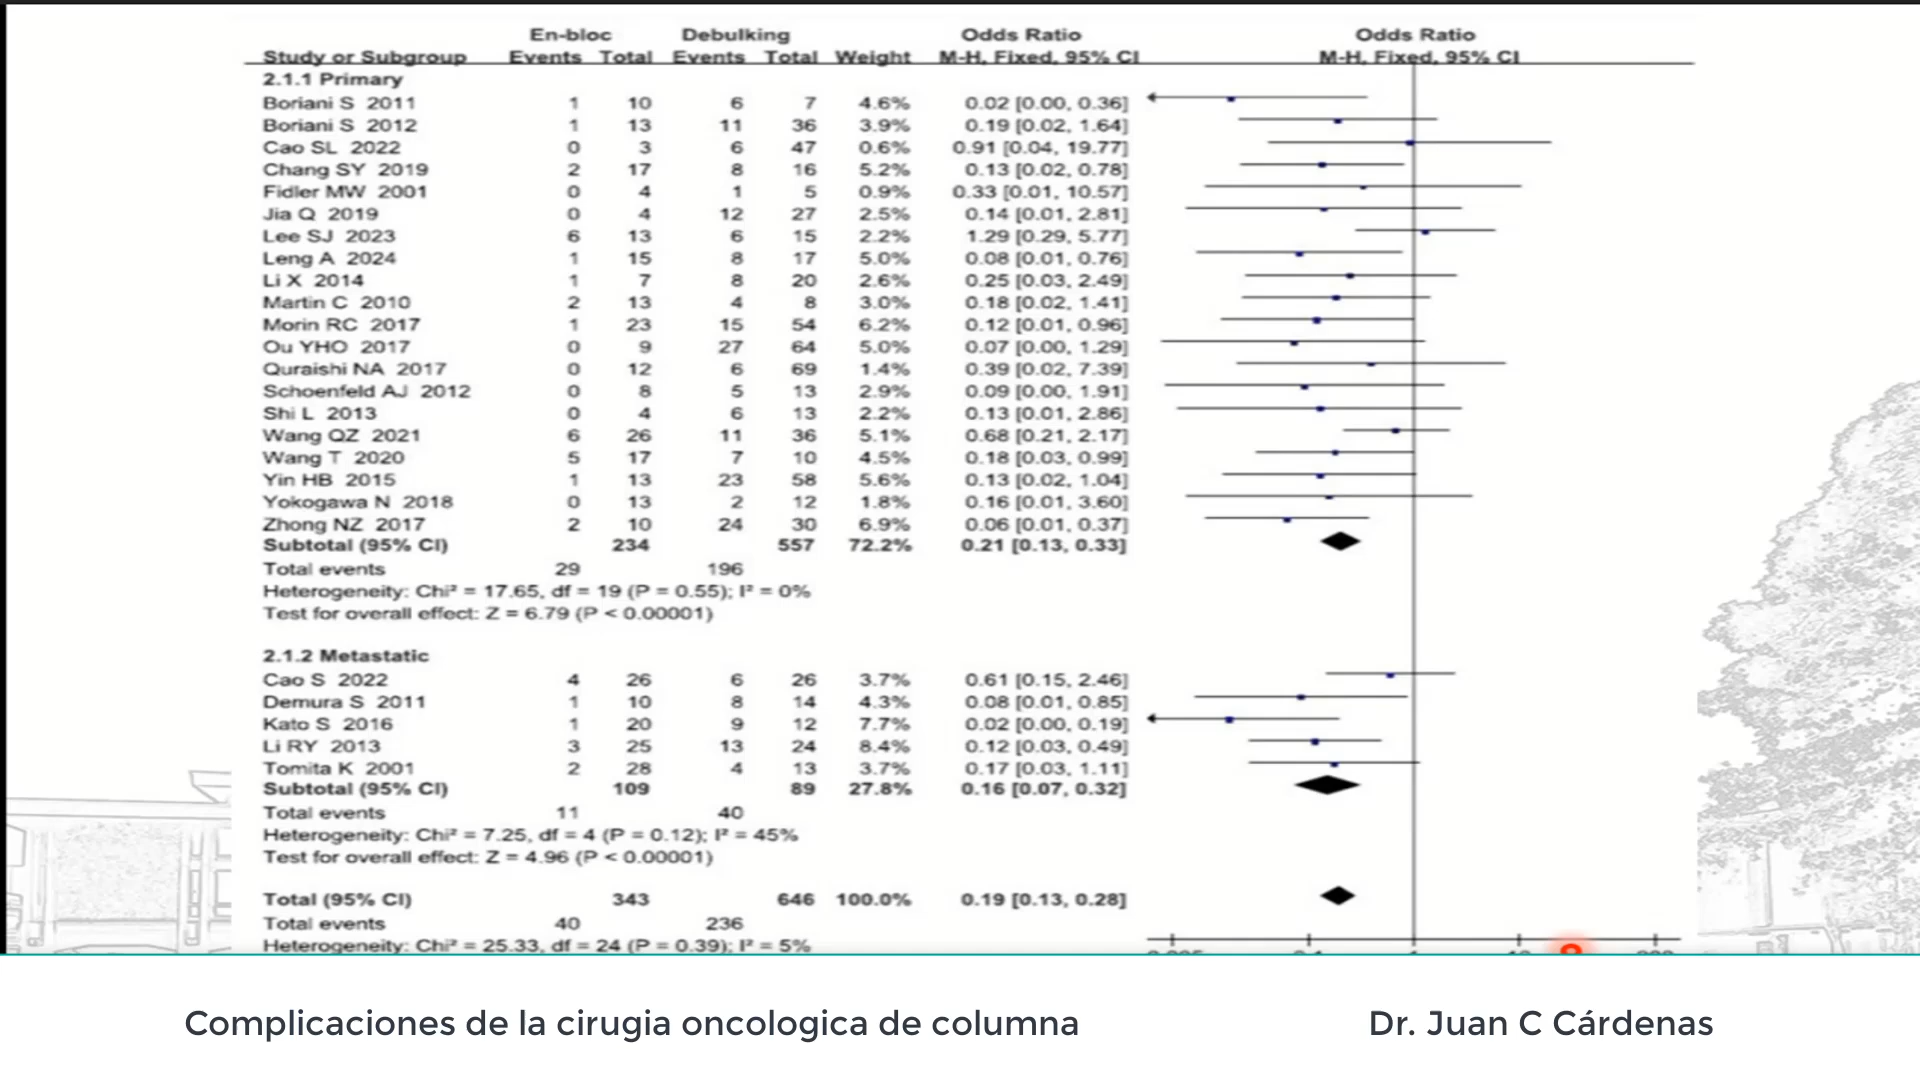 En-bloc Debulking Odds Ratio Odds Ratio
Study or Subgroup Events Total Events Total Weight M-H, Fixed, 95% CI M-H, Fixed, 95% CI
2.1.1 Primary
Boriani S 2011 1 10 6 7 4.6% 0.02 [0.00, 0.36]
Boriani S 2012 1 13 11 36 3.9% 0.19 [0.02, 1.64]
Cao SL 2022 0 3 6 47 0.6% 0.91 [0.04, 19.77]
Chang SY 2019 2 17 8 16 5.2% 0.13 [0.02, 0.78]
Fidler MW 2001 0 4 1 5 0.9% 0.33 [0.01, 10.57]
Jia Q 2019 0 4 12 27 2.5% 0.14 [0.01, 2.81]
Lee SJ 2023 6 13 6 15 2.2% 1.29 [0.29, 5.77]
Leng A 2024 1 15 8 17 5.0% 0.08 [0.01, 0.76]
Li X 2014 1 7 8 20 2.6% 0.25 [0.03, 2.49]
Martin C 2010 2 13 4 8 3.0% 0.18 [0.02, 1.41]
Morin RC 2017 1 23 15 54 6.2% 0.12 [0.01, 0.96]
Ou YHO 2017 0 9 27 64 5.0% 0.07 [0.00, 1.29]
Quraishi NA 2017 0 12 6 69 1.4% 0.39 [0.02, 7.39]
Schoenfeld AJ 2012 0 8 5 13 2.9% 0.09 [0.00, 1.91]
Shi L 2013 0 4 6 13 2.2% 0.13 [0.01, 2.86]
Wang QZ 2021 6 26 11 36 5.1% 0.68 [0.21, 2.17]
Wang T 2020 5 17 7 10 4.5% 0.18 [0.03, 0.99]
Yin HB 2015 1 13 23 58 5.6% 0.13 [0.02, 1.04]
Yokogawa N 2018 0 13 2 12 1.8% 0.16 [0.01, 3.60]
Zhong NZ 2017 2 10 24 30 6.9% 0.06 [0.01, 0.37]
Subtotal (95% CI) 234 557 72.2% 0.21 [0.13, 0.33]
Total events 29 196
Heterogeneity: Chi² = 17.65, df = 19 (P = 0.55); I² = 0%
Test for overall effect: Z = 6.79 (P < 0.00001)
2.1.2 Metastatic
Cao S 2022 4 26 6 26 3.7% 0.61 [0.15, 2.46]
Demura S 2011 1 10 8 14 4.3% 0.08 [0.01, 0.85]
Kato S 2016 1 20 9 12 7.7% 0.02 [0.00, 0.19]
Li RY 2013 3 25 13 24 8.4% 0.12 [0.03, 0.49]
Tomita K 2001 2 28 4 13 3.7% 0.17 [0.03, 1.11]
Subtotal (95% CI) 109 89 27.8% 0.16 [0.07, 0.32]
Total events 11 40
Heterogeneity: Chi² = 7.25, df = 4 (P = 0.12); I² = 45%
Test for overall effect: Z = 4.96 (P < 0.00001)
Total (95% CI) 343 646 100.0% 0.19 [0.13, 0.28]
Total events 40 236
Heterogeneity: Chi² = 25.33, df = 24 (P = 0.39); I² = 5%
Complicaciones de la cirugia oncologica de columna Dr. Juan C Cárdenas